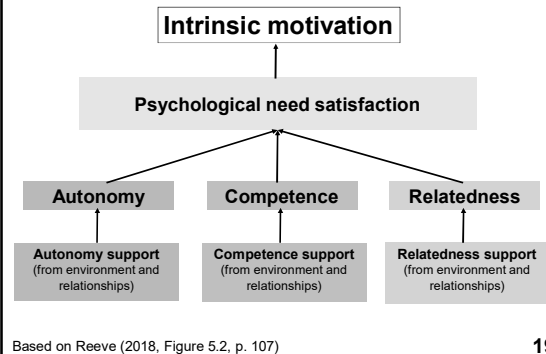 Intrinsic motivation
Psychological need satisfaction
Autonomy
Competence
Relatedness
Autonomy support
(from environment and
relationships)
Competence support
(from environment and
relationships)
Relatedness support
(from environment and
relationships)
Based on Reeve (2018, Figure 5.2, p. 107)